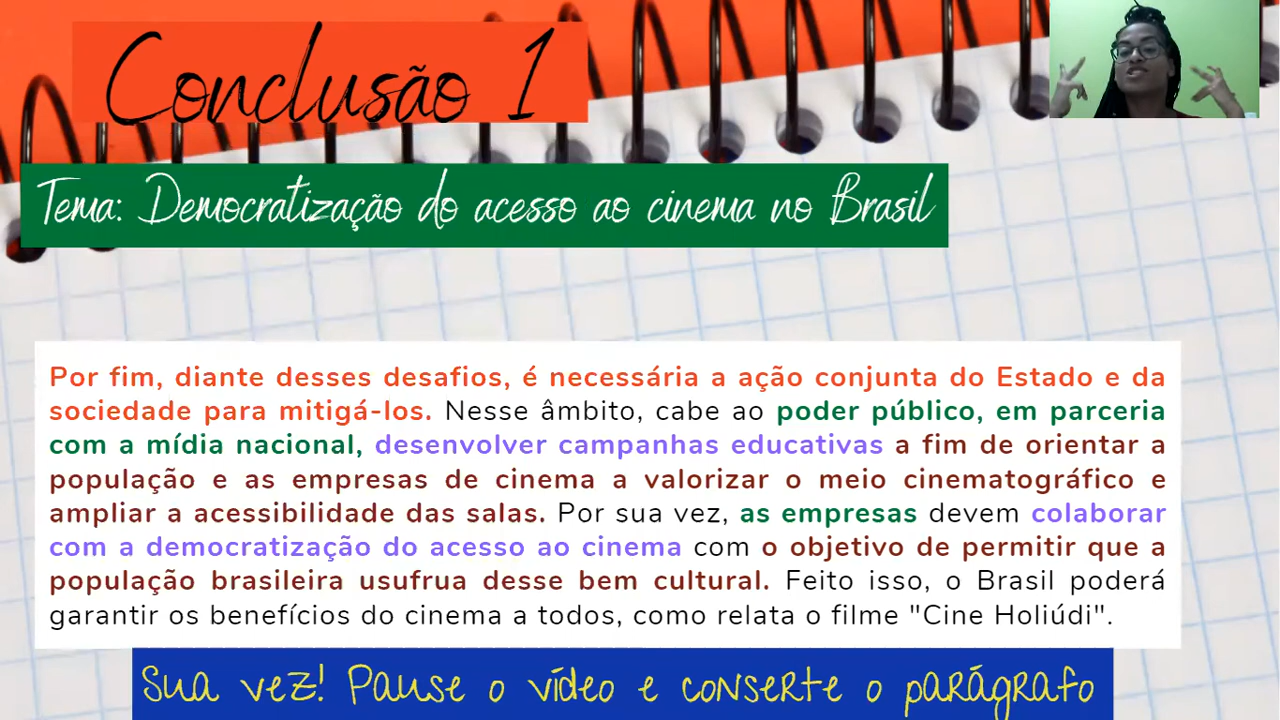 Conclusão 1
Tema: Democratização do acesso ao cinema no Brasil
Por fim, diante desses desafios, é necessária a ação conjunta do Estado e da
sociedade para mitigá-los. Nesse âmbito, cabe ao poder público, em parceria
com a mídia nacional, desenvolver campanhas educativas a fim de orientar a
população e as empresas de cinema a valorizar o meio cinematográfico e
ampliar a acessibilidade das salas. Por sua vez, as empresas devem colaborar
com a democratização do acesso ao cinema com o objetivo de permitir que a
população brasileira usufrua desse bem cultural. Feito isso, o Brasil poderá
garantir os benefícios do cinema a todos, como relata o filme "Cine Holiúdi".
Sua vez! Pause o vídeo e conserte o parágrafo